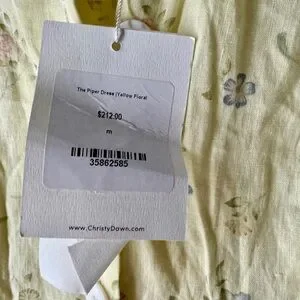 The Piper Dress (Yellow Floral
$212.00
m
35862585
www.ChristyDawn.com